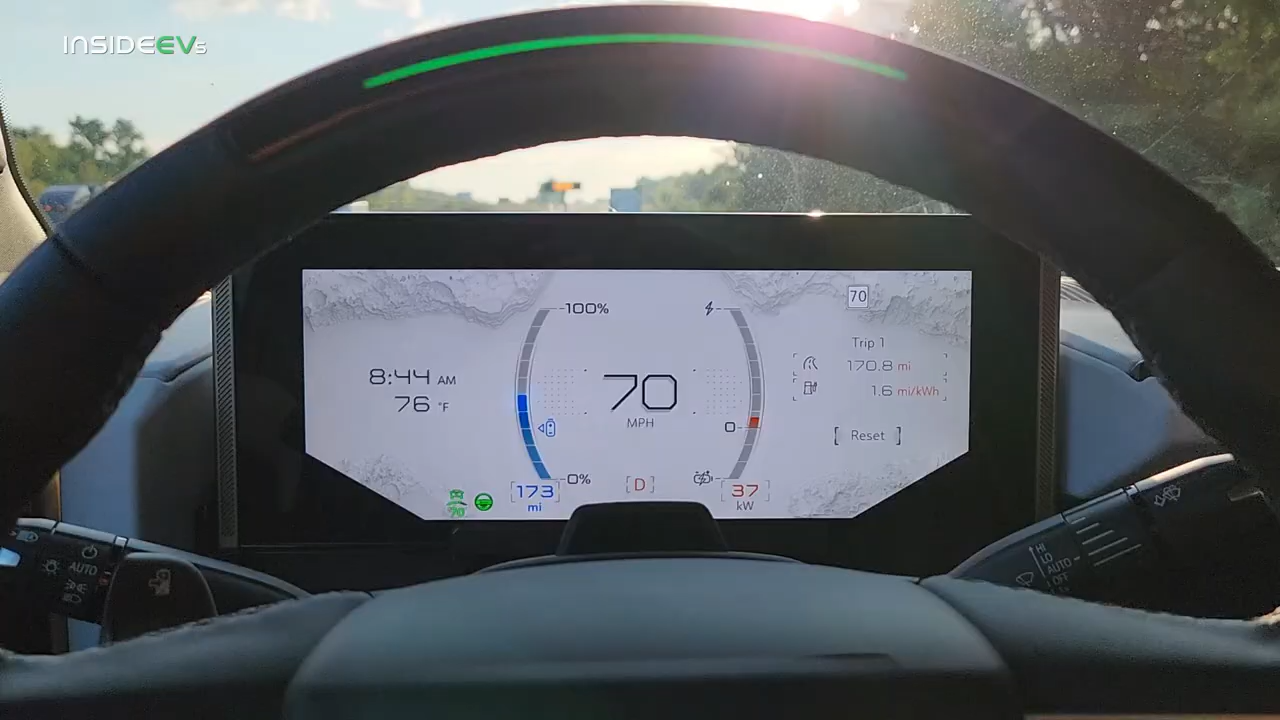 INSIDEEVs
100%
70
Trip 1
170.8 mi
1.6 mi/kWh
Reset
8:44 AM
76 °F
70
MPH
0
0%
173
mi
D
37
kW
70
AUTO
HI
LO
AUTO
OFF